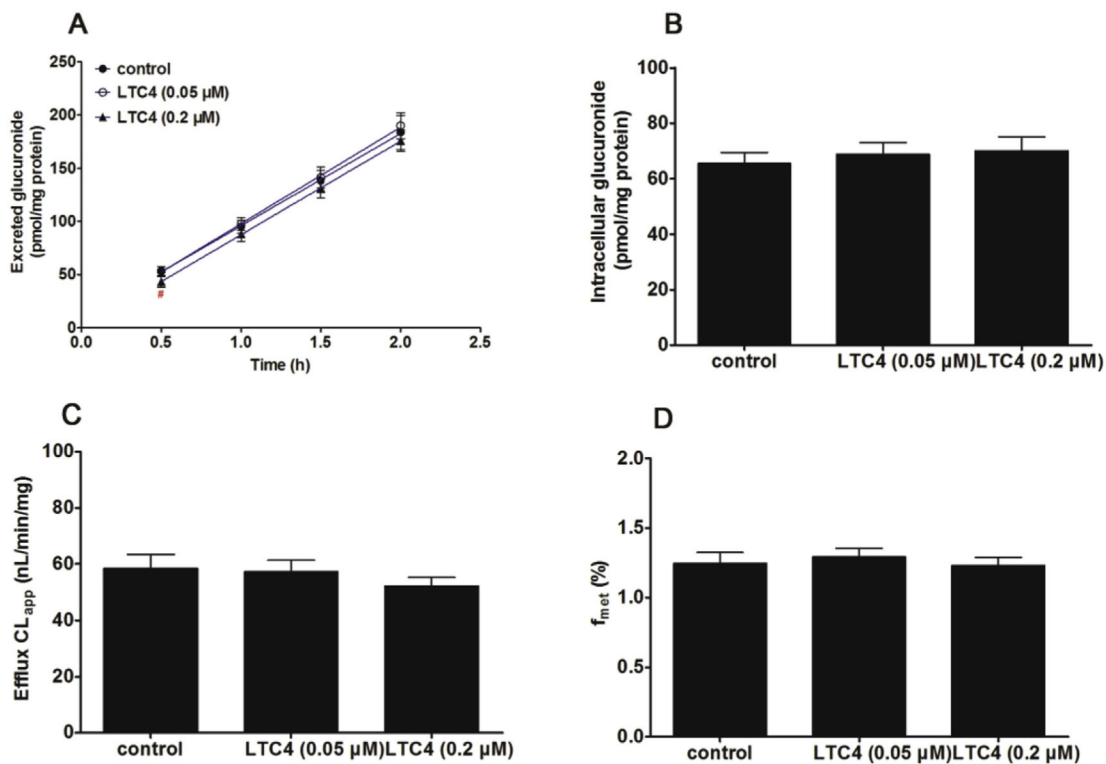 A
Excreted glucuronide
(pmol/mg protein)
250
200
150
100
50
0
control
LTC4 (0.05 µM)
LTC4 (0.2 µM)
#
0.0 0.5 1.0 1.5 2.0 2.5
Time (h)
B
Intracellular glucuronide
(pmol/mg protein)
100
80
60
40
20
0
control LTC4 (0.05 µM) LTC4 (0.2 µM)
C
Efflux CLapp (nL/min/mg)
100
80
60
40
20
0
control LTC4 (0.05 µM) LTC4 (0.2 µM)
D
fmet (%)
2.0
1.5
1.0
0.5
0.0
control LTC4 (0.05 µM) LTC4 (0.2 µM)